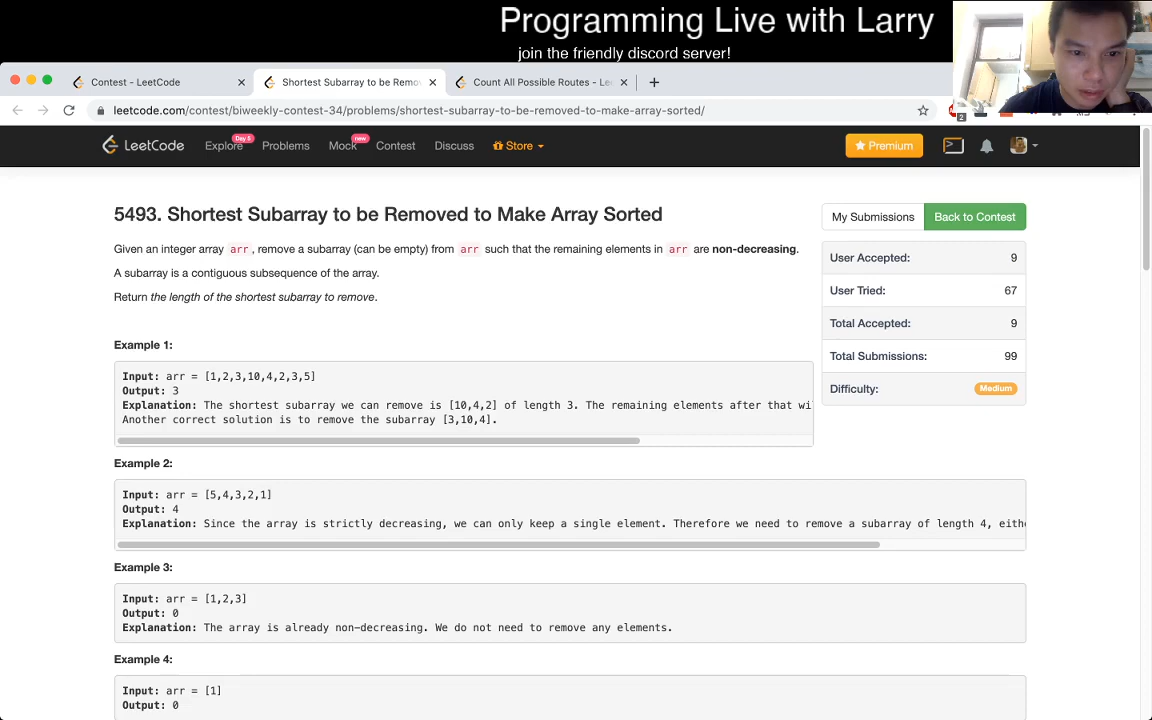 Programming Live with Larry
join the friendly discord server!
Contest - LeetCode
Shortest Subarray to be Remov
Count All Possible Routes - Le
leetcode.com/contest/biweekly-contest-34/problems/shortest-subarray-to-be-removed-to-make-array-sorted/
2
LeetCode
Explore
Day 5
Problems
Mock
new
Contest
Discuss
Store
Premium
5493. Shortest Subarray to be Removed to Make Array Sorted
My Submissions
Back to Contest
Given an integer array arr, remove a subarray (can be empty) from arr such that the remaining elements in arr are non-decreasing.
A subarray is a contiguous subsequence of the array.
Return the length of the shortest subarray to remove.
User Accepted: 9
User Tried: 67
Total Accepted: 9
Total Submissions: 99
Difficulty: Medium
Example 1:
Input: arr = [1,2,3,10,4,2,3,5]
Output: 3
Explanation: The shortest subarray we can remove is [10,4,2] of length 3. The remaining elements after that wi
Another correct solution is to remove the subarray [3,10,4].
Example 2:
Input: arr = [5,4,3,2,1]
Output: 4
Explanation: Since the array is strictly decreasing, we can only keep a single element. Therefore we need to remove a subarray of length 4, eithe
Example 3:
Input: arr = [1,2,3]
Output: 0
Explanation: The array is already non-decreasing. We do not need to remove any elements.
Example 4:
Input: arr = [1]
Output: 0